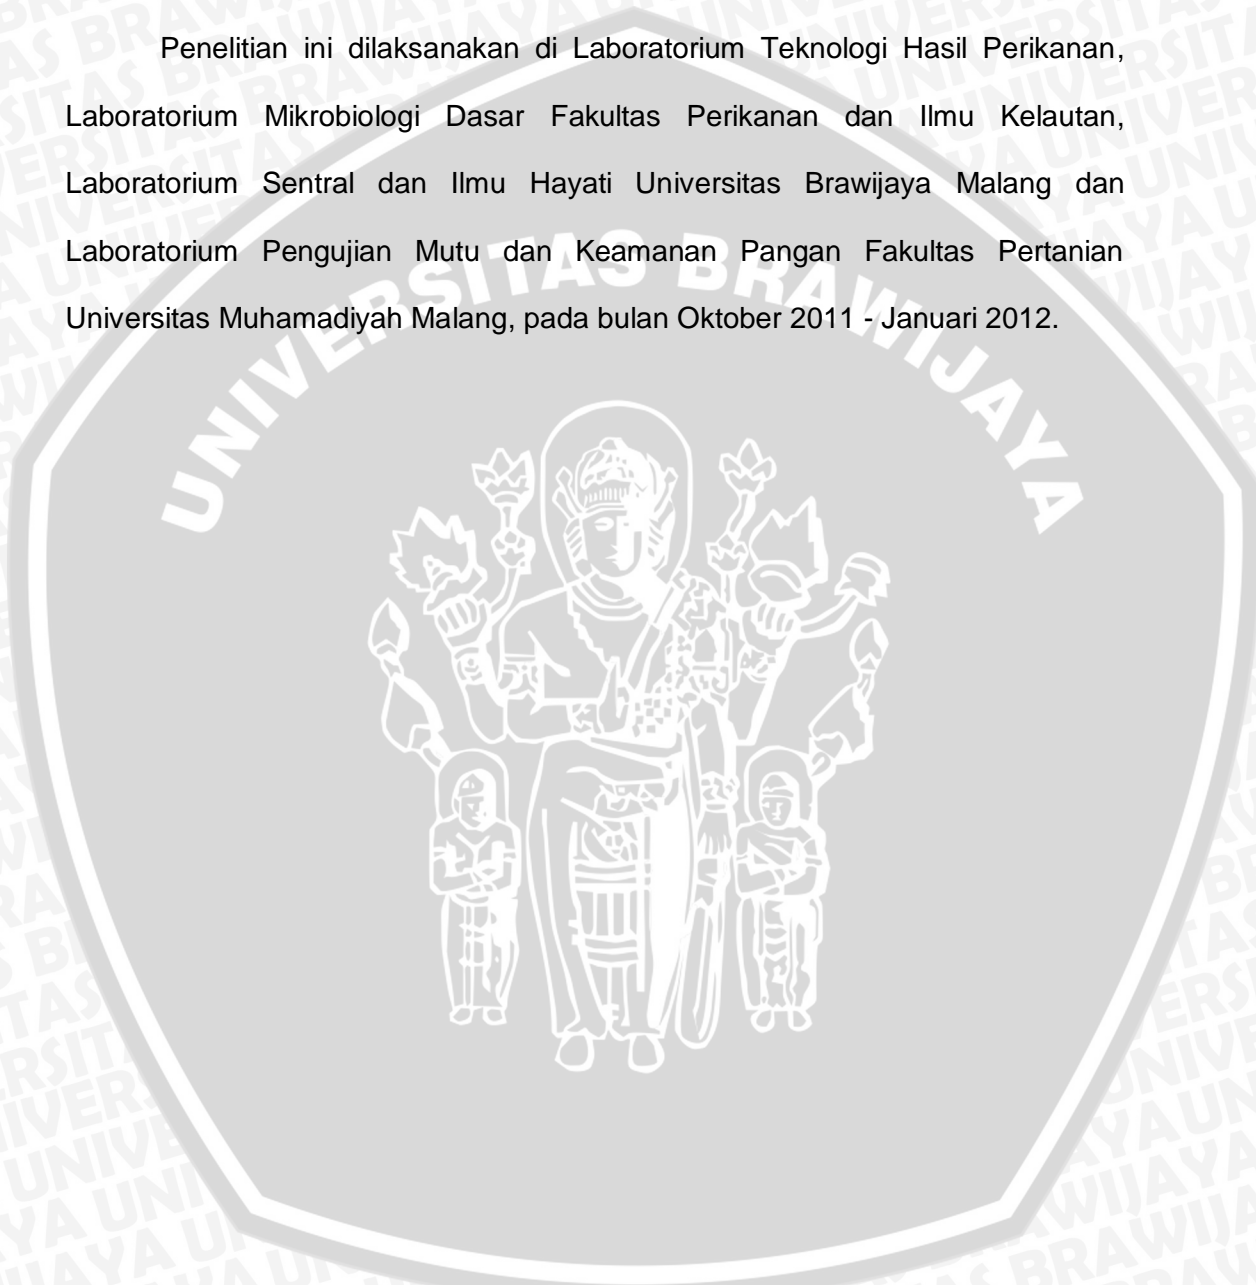 Penelitian ini dilaksanakan di Laboratorium Teknologi Hasil Perikanan,
Laboratorium Mikrobiologi Dasar Fakultas Perikanan dan Ilmu Kelautan,
Laboratorium Sentral dan Ilmu Hayati Universitas Brawijaya Malang dan
Laboratorium Pengujian Mutu dan Keamanan Pangan Fakultas Pertanian
Universitas Muhamadiyah Malang, pada bulan Oktober 2011 - Januari 2012.
UNIVERSITAS BRAWIJAYA